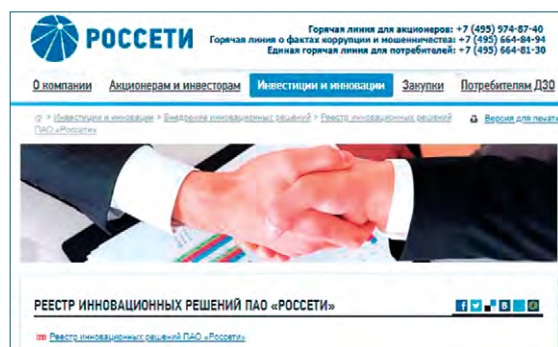 РОССЕТИ
Горячая линия для акционеров: +7 (495) 974-87-40
Горячая линия о фактах коррупции и мошенничества: +7 (495) 664-84-94
Единая горячая линия для потребителей: +7 (495) 664-81-30
О компании Акционерам и инвесторам Инвестиции и инновации Закупки Потребителям ДЗО
> Инвестиции и инновации > Внедрение инновационных решений > Реестр инновационных решений
ПАО «Россети»
Версия для печати
РЕЕСТР ИННОВАЦИОННЫХ РЕШЕНИЙ ПАО «РОССЕТИ»
Реестр инновационных решений ПАО «Россети»